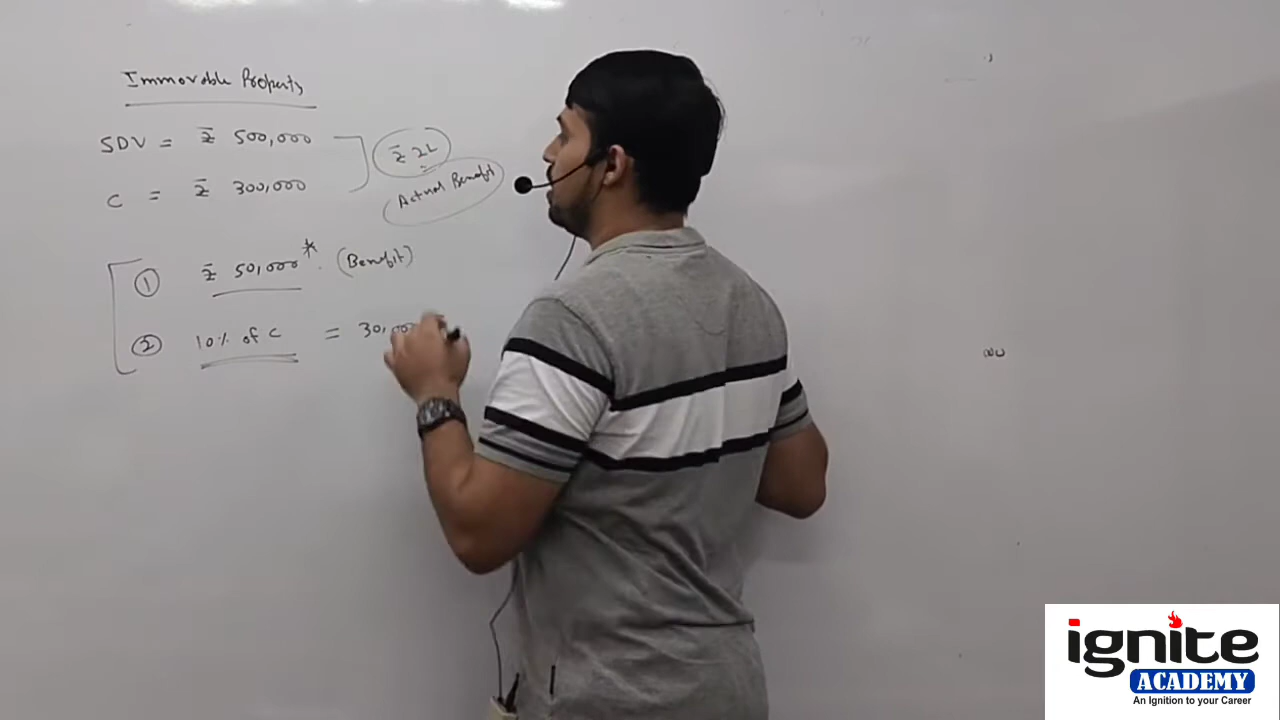 Immovable Property
SDV = ₹ 500,000
C = ₹ 300,000
₹ 2L
Actual Benefit
① ₹ 50,000* (Benefit)
② 10% of C = 30,000
ignite
ACADEMY
An Ignition to your Career